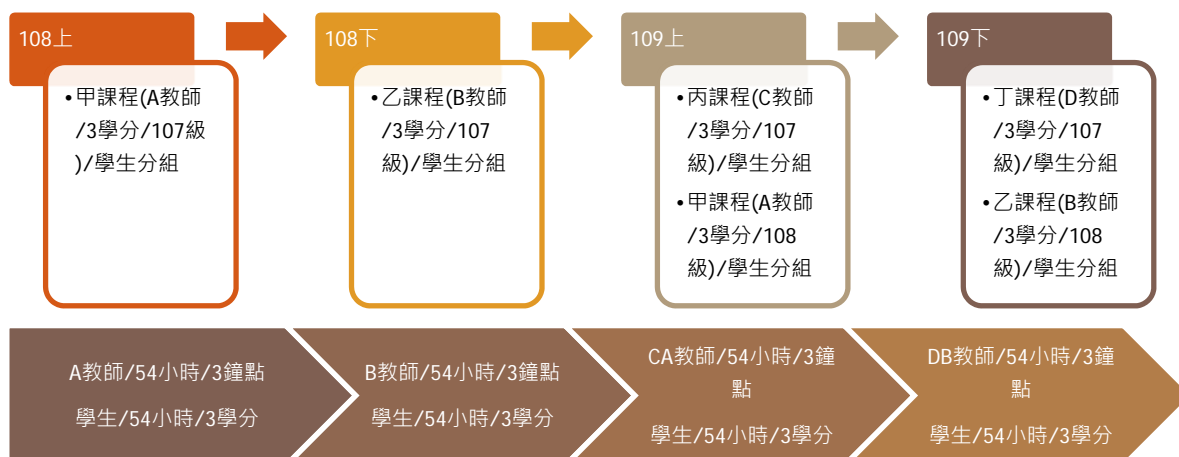 108上
•甲課程(A教師
/3學分/107級
)/學生分組
108下
•乙課程(B教師
/3學分/107
級)/學生分組
109上
•丙課程(C教師
/3學分/107
級)/學生分組
•甲課程(A教師
/3學分/108
級)/學生分組
109下
•丁課程(D教師
/3學分/107
級)/學生分組
•乙課程(B教師
/3學分/108
級)/學生分組
A教師/54小時/3鐘點
學生/54小時/3學分
B教師/54小時/3鐘點
學生/54小時/3學分
CA教師/54小時/3鐘
點
學生/54小時/3學分
DB教師/54小時/3鐘
點
學生/54小時/3學分